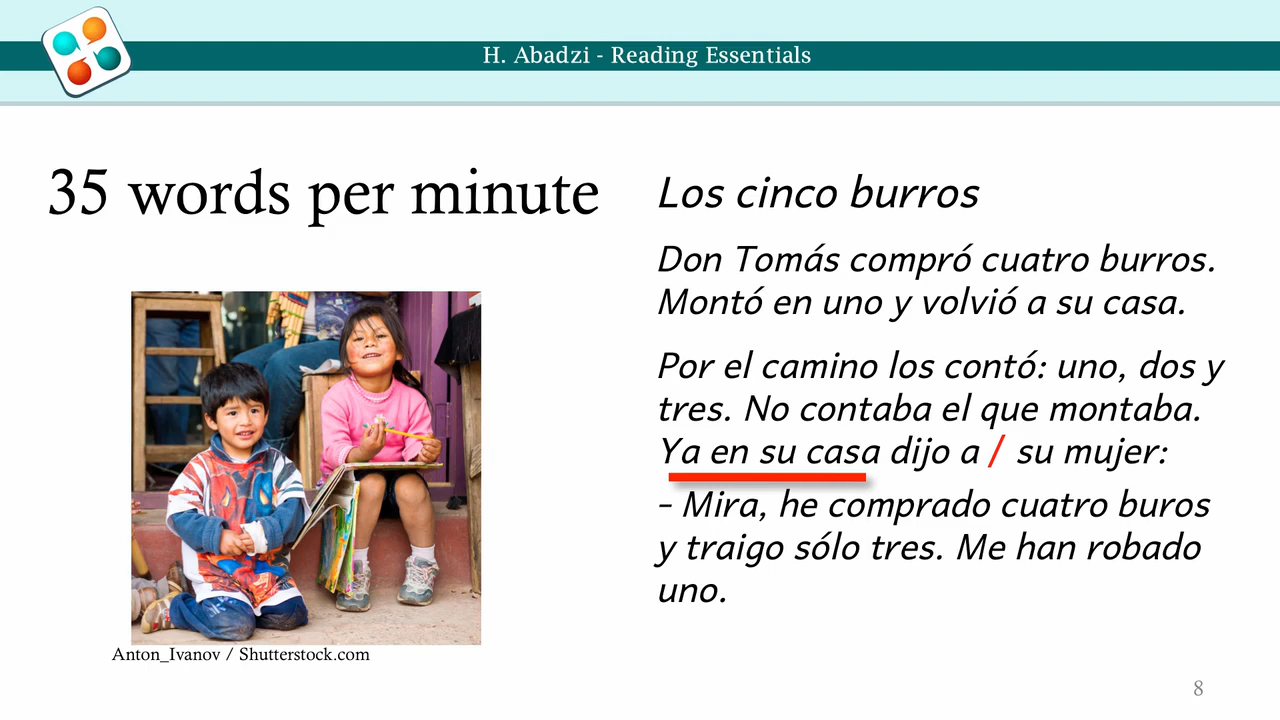 H. Abadzi - Reading Essentials
35 words per minute
Los cinco burros
Don Tomás compró cuatro burros.
Montó en uno y volvió a su casa.
Por el camino los contó: uno, dos y
tres. No contaba el que montaba.
Ya en su casa dijo a / su mujer:
- Mira, he comprado cuatro buros
y traigo sólo tres. Me han robado
uno.
Anton_Ivanov / Shutterstock.com
8